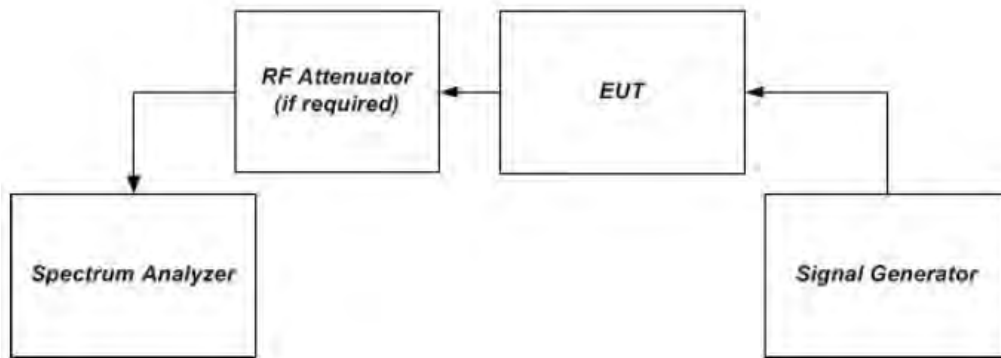 RF Attenuator
(if required)
EUT
Spectrum Analyzer
Signal Generator